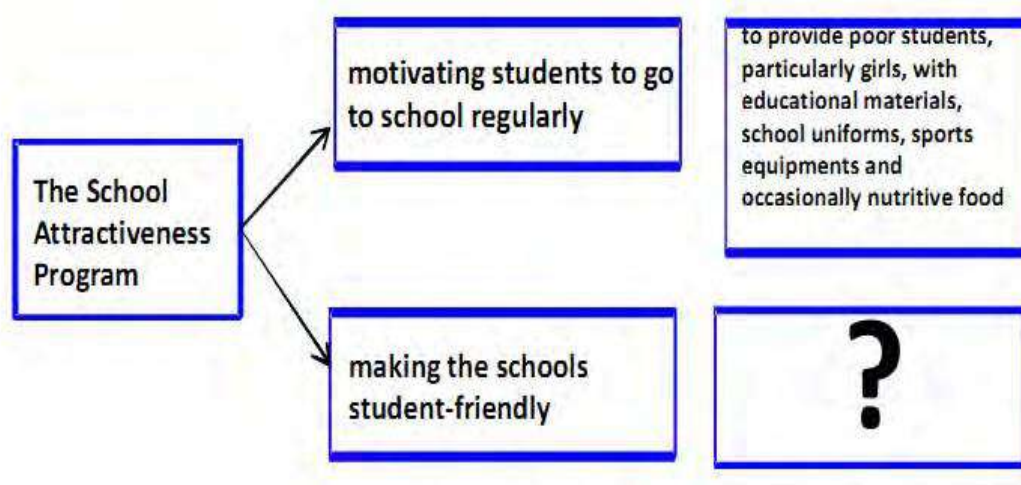 The School
Attractiveness
Program
motivating students to go
to school regularly
to provide poor students,
particularly girls, with
educational materials,
school uniforms, sports
equipments and
occasionally nutritive food
making the schools
student-friendly
?